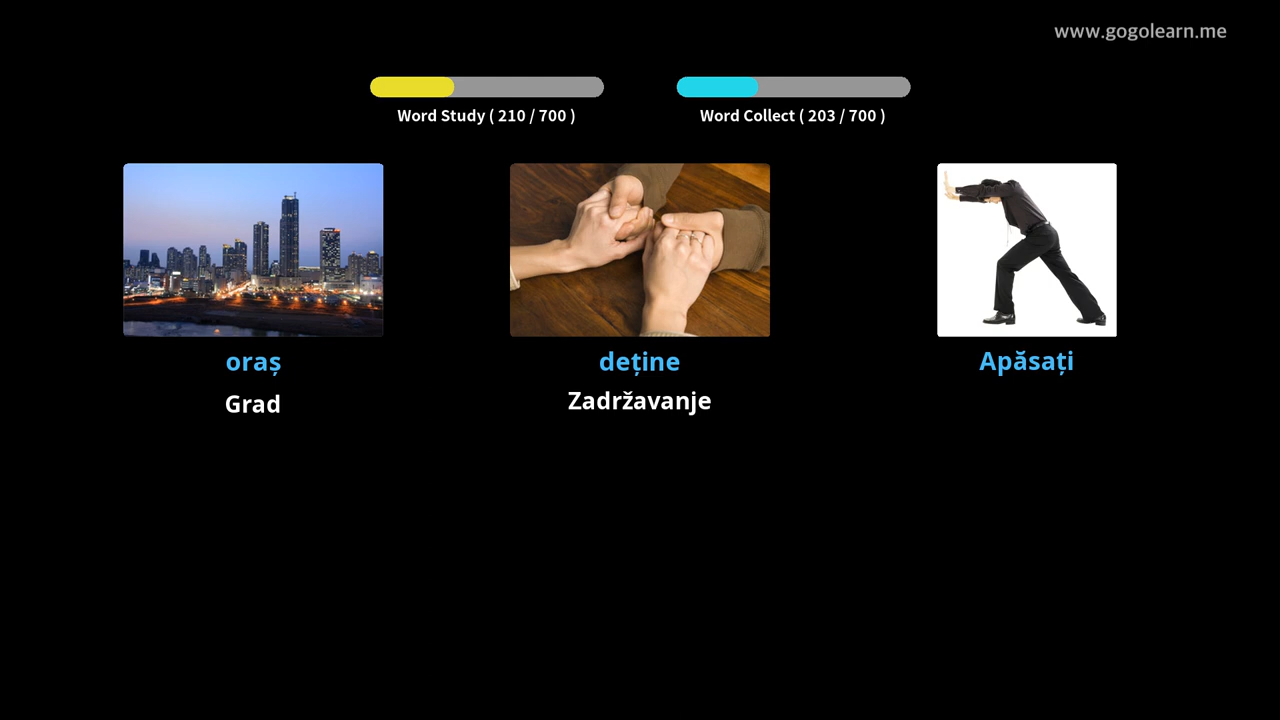 www.gogolearn.me
Word Study ( 210 / 700 )
Word Collect ( 203 / 700 )
oraș
deține
Apăsați
Grad
Zadržavanje